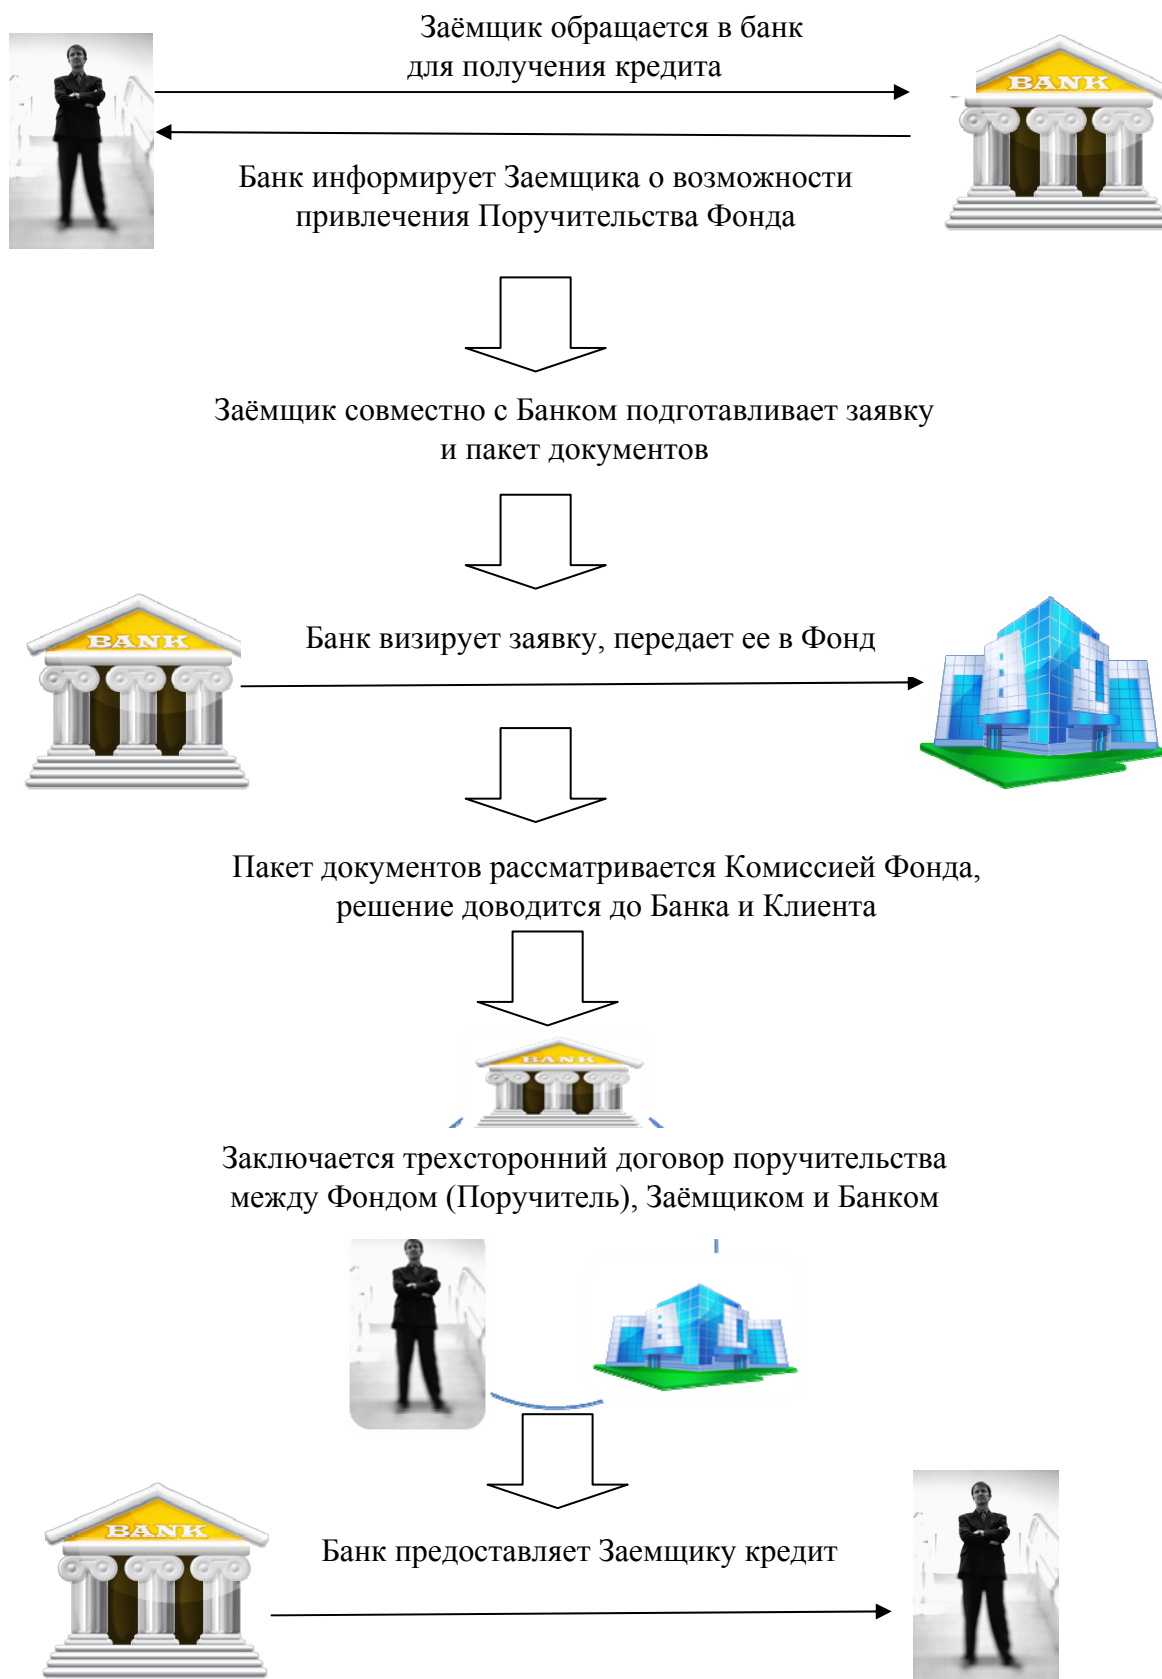 Заёмщик обращается в банк
для получения кредита
BANK
Банк информирует Заемщика о возможности
привлечения Поручительства Фонда
Заёмщик совместно с Банком подготавливает заявку
и пакет документов
BANK
Банк визирует заявку, передает ее в Фонд
Пакет документов рассматривается Комиссией Фонда,
решение доводится до Банка и Клиента
BANK
Заключается трехсторонний договор поручительства
между Фондом (Поручитель), Заёмщиком и Банком
BANK
Банк предоставляет Заемщику кредит